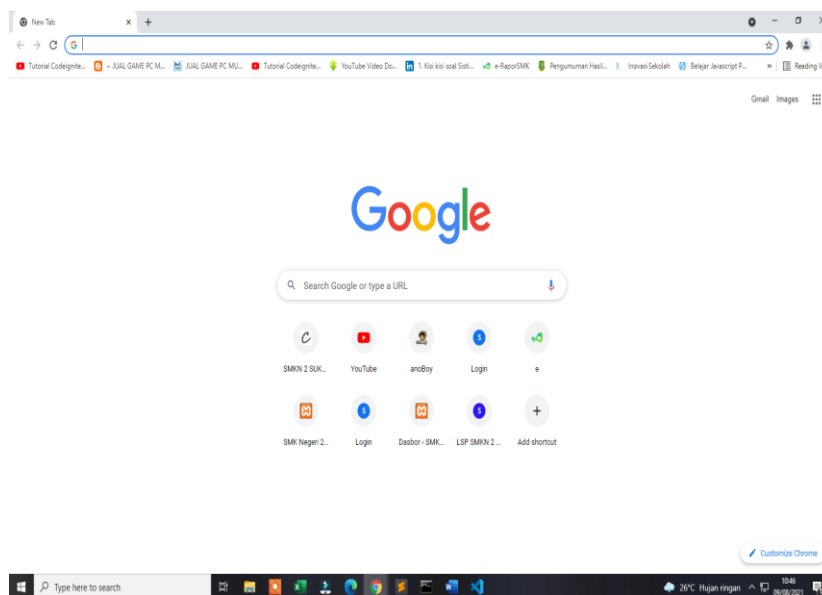 New Tab
Tutorial Codeignite... - JUAL GAME PC M... JUAL GAME PC MU... Tutorial Codeignite... YouTube Video Do... 1. Kisi kisi soal Sisti... e-RaporSMK Pengumuman Hasil... InovasiSekolah Belajar Javascript P... » Reading li
Gmail Images
Google
Search Google or type a URL
SMKN 2 SUK... YouTube anoBoy Login e
SMK Negeri 2... Login Dasbor ‹ SMK... LSP SMKN 2 ... Add shortcut
Customize Chrome
Type here to search 26°C Hujan ringan 10:46
09/08/2021